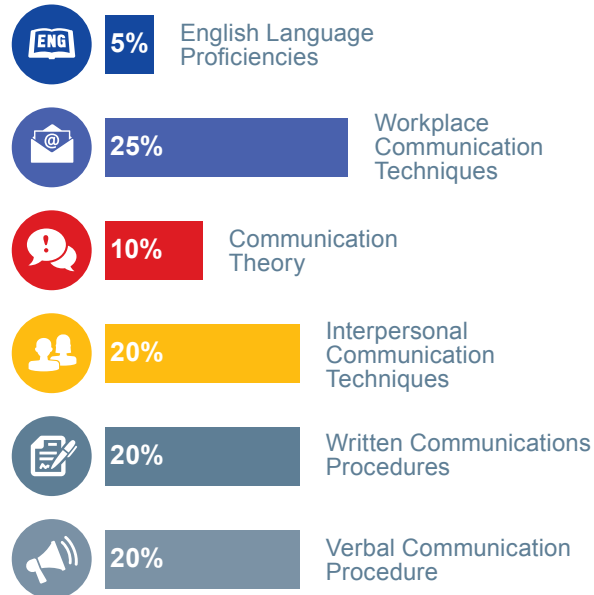 ENG
5%
English Language
Proficiencies
@
25%
Workplace
Communication
Techniques
!
10%
Communication
Theory
20%
Interpersonal
Communication
Techniques
20%
Written Communications
Procedures
20%
Verbal Communication
Procedure